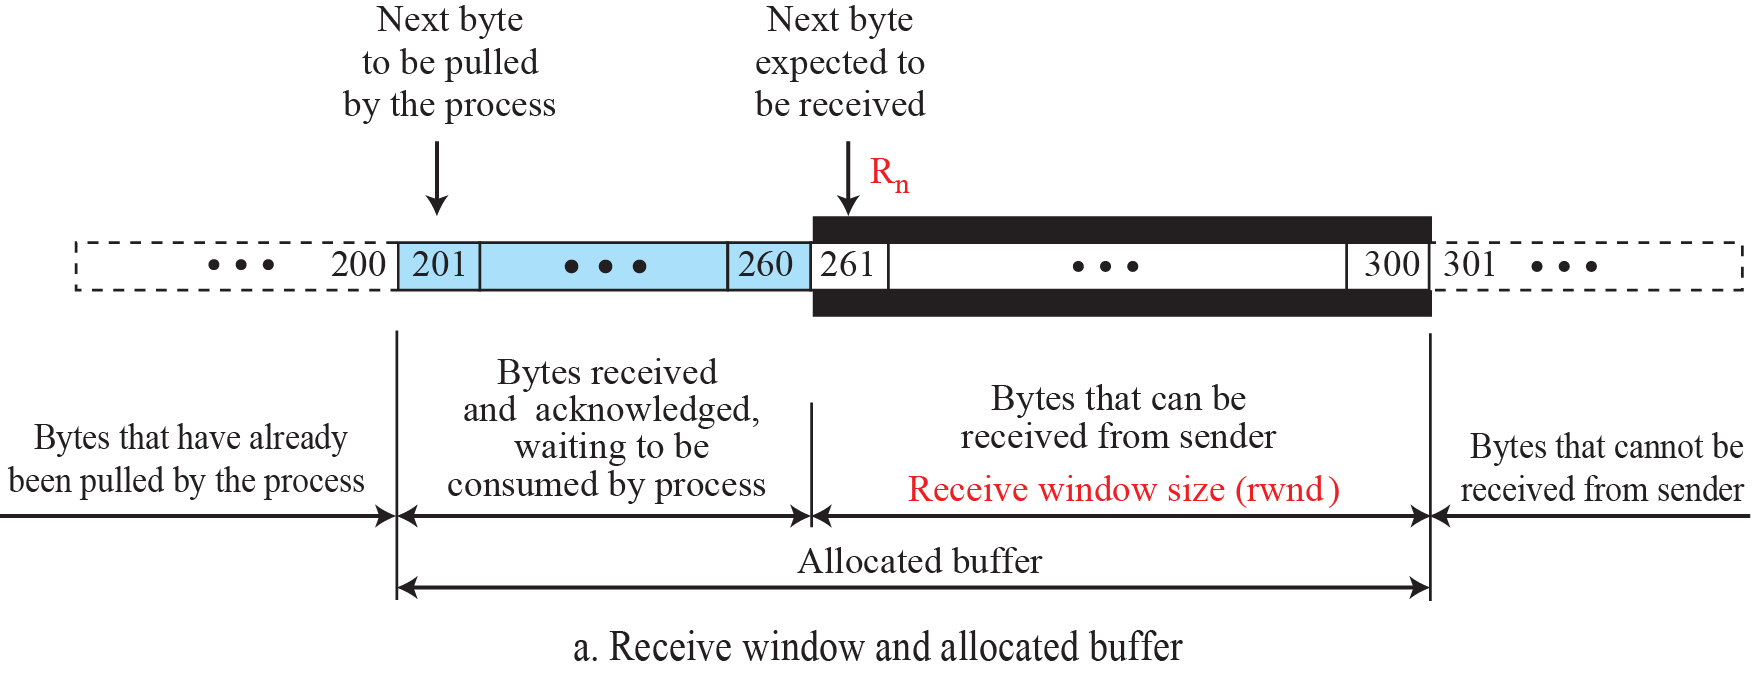 Next byte
to be pulled
by the process
Next byte
expected to
be received
Rn
••• 200 201 ••• 260 261 ••• 300 301 •••
Bytes that have already
been pulled by the process
Bytes received
and acknowledged,
waiting to be
consumed by process
Bytes that can be
received from sender
Receive window size (rwnd)
Bytes that cannot be
received from sender
Allocated buffer
a. Receive window and allocated buffer